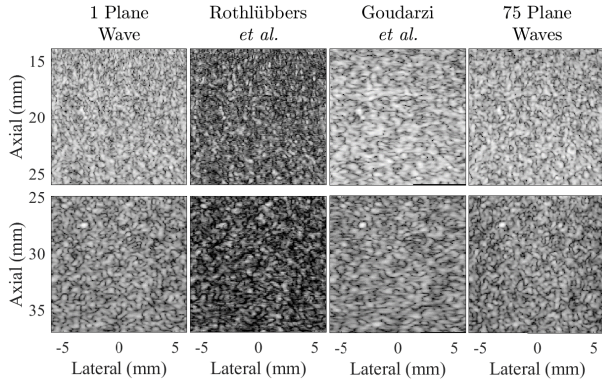 1 Plane Wave
Rothlübbers et al.
Goudarzi et al.
75 Plane Waves
Axial (mm)
15
20
25
Axial (mm)
25
30
35
-5 0 5
-5 0 5
-5 0 5
-5 0 5
Lateral (mm)
Lateral (mm)
Lateral (mm)
Lateral (mm)